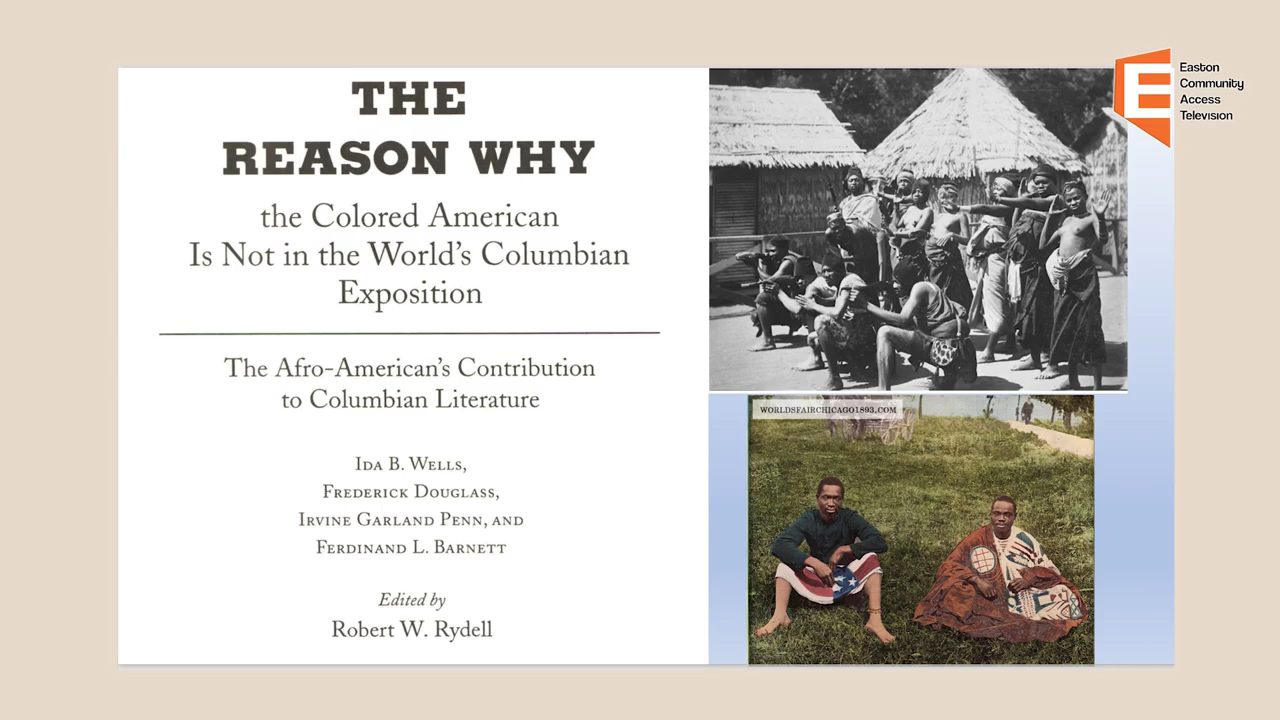 THE
REASON WHY
the Colored American
Is Not in the World's Columbian
Exposition
The Afro-American's Contribution
to Columbian Literature
Ida B. Wells,
Frederick Douglass,
Irvine Garland Penn, and
Ferdinand L. Barnett
Edited by
Robert W. Rydell
WORLDSFAIRCHICAGO1893.COM
E
Easton
Community
Access
Television